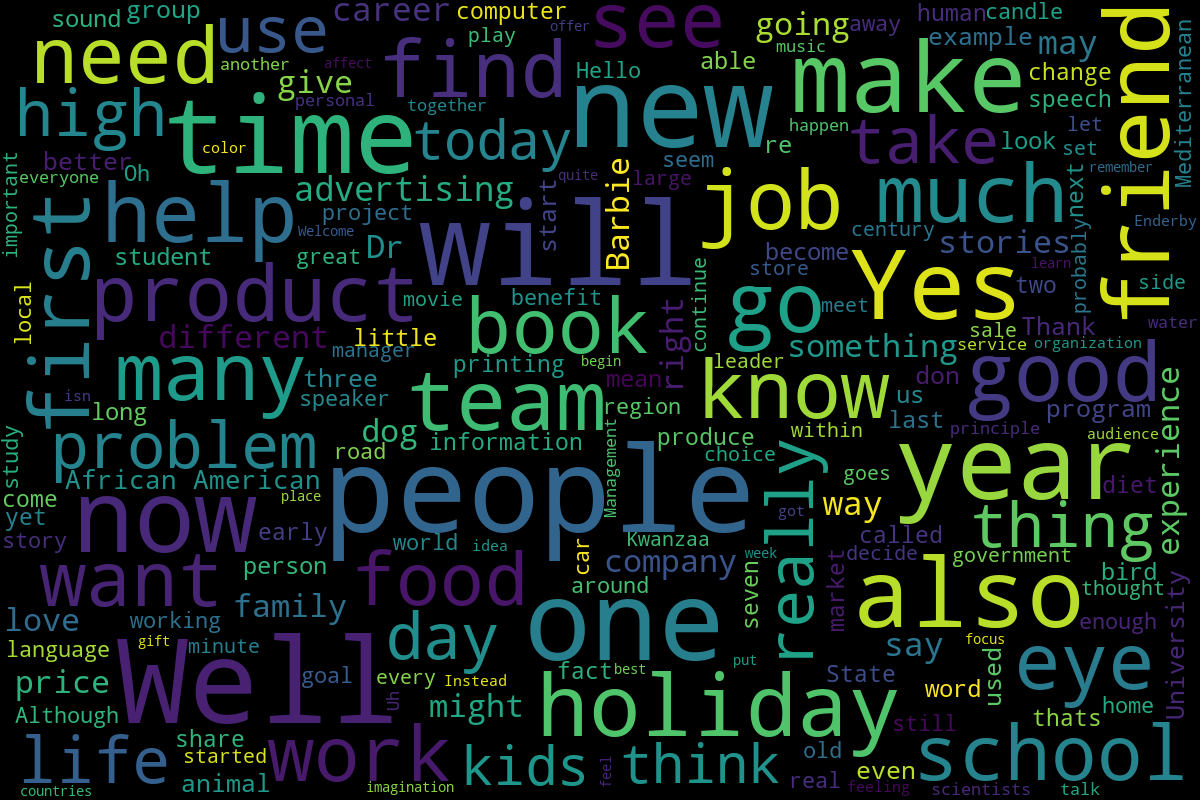 sound
group
career
computer
offer
see
going
away
human
candle
need
use
play
find
music
example
may
friend
another
affect
give
Hello
able
make
change
Mediterranean
high
time
personal
together
new
happen
speech
today
re
take
look
let
set
color
better
everyone
Oh
seem
remember
important
help
advertising
start
quite
large
Barbie
job
much
next
first
project
Welcome
Dr
will
century
stories
Enderby
student
great
become
probably
learn
product
movie
benefit
store
go
meet
Yes
two
side
local
different
little
book
right
continue
something
sale
Thank
water
service
organization
many
manager
printing
begin
leader
good
isn
three
speaker
team
mean
region
know
don
us
program
long
last
problem
dog
information
produce
within
principle
audience
study
road
Management
choice
year
experience
African American
people
really
goes
diet
come
place
now
got
way
thing
yet
story
early
world
idea
car
Kwanzaa
week
called
want
person
food
company
market
decide
government
bird
around
seven
also
thought
love
working
family
one
enough
University
language
gift
minute
day
put
say
focus
eye
price
Well
goal
every
Instead
fact
best
State
word
used
Although
Uh
might
holiday
still
thats
home
life
share
started
work
kids
think
old
even
school
countries
animal
imagination
feel
real
feeling
scientists
talk